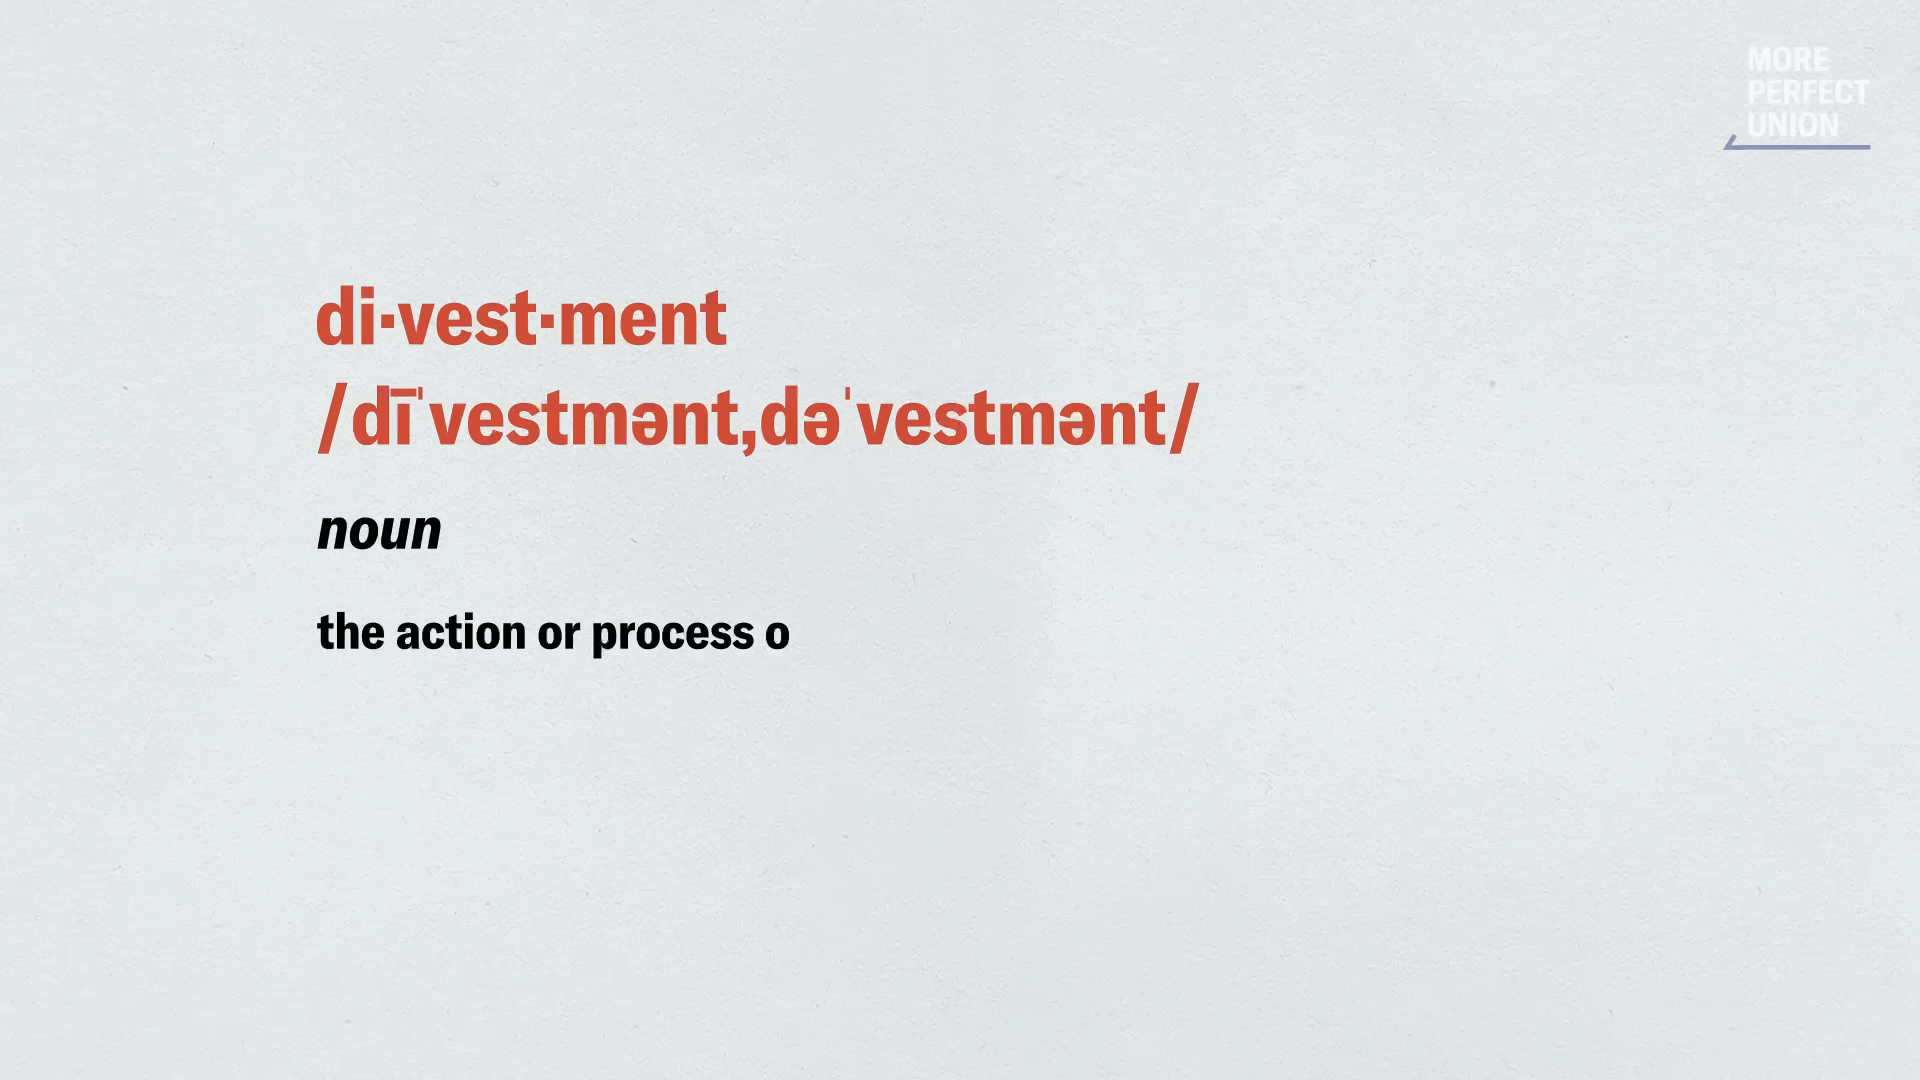 MORE
PERFECT
UNION
di·vest·ment
/dīˈvestmənt,dəˈvestmənt/
noun
the action or process o